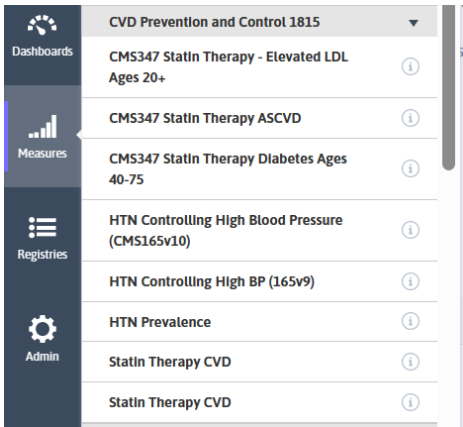 Dashboards
Measures
Registries
Admin
CVD Prevention and Control 1815
CMS347 Statin Therapy - Elevated LDL
Ages 20+
CMS347 Statin Therapy ASCVD
CMS347 Statin Therapy Diabetes Ages
40-75
HTN Controlling High Blood Pressure
(CMS165v10)
HTN Controlling High BP (165v9)
HTN Prevalence
Statin Therapy CVD
Statin Therapy CVD